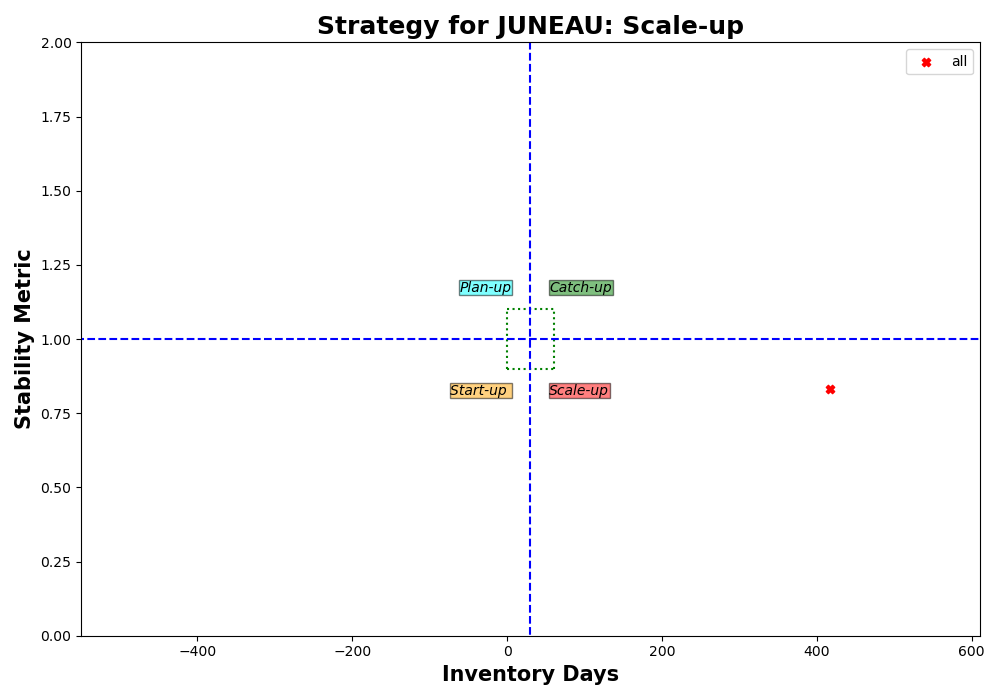 Strategy for JUNEAU: Scale-up
all
2.00
1.75
1.50
1.25
1.00
0.75
0.50
0.25
0.00
Stability Metric
Plan-up
Catch-up
Start-up
Scale-up
−400
−200
0
200
400
600
Inventory Days